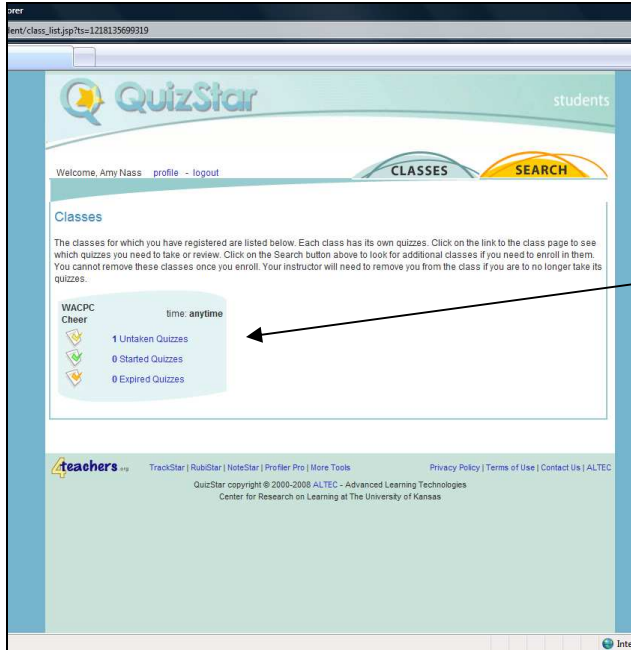 orer
dent/class_list.jsp?ts=1218135699319
QuizStar
students
Welcome, Amy Nass profile - logout
CLASSES
SEARCH
Classes
The classes for which you have registered are listed below. Each class has its own quizzes. Click on the link to the class page to see
which quizzes you need to take or review. Click on the Search button above to look for additional classes if you need to enroll in them.
You cannot remove these classes once you enroll. Your instructor will need to remove you from the class if you are to no longer take its
quizzes.
WACPC
Cheer
time: anytime
1 Untaken Quizzes
0 Started Quizzes
0 Expired Quizzes
4teachers.org TrackStar | RubiStar | NoteStar | Profiler Pro | More Tools Privacy Policy | Terms of Use | Contact Us | ALTEC
QuizStar copyright © 2000-2008 ALTEC - Advanced Learning Technologies
Center for Research on Learning at The University of Kansas
Inte